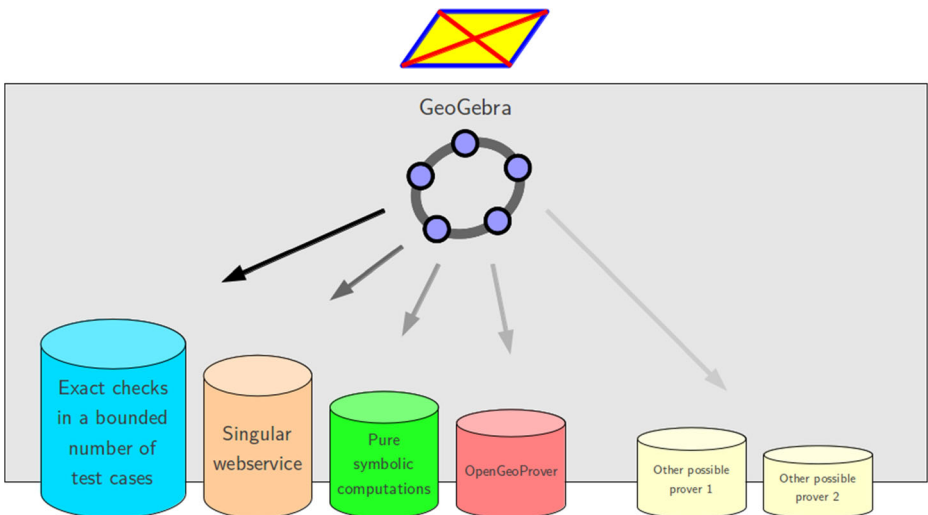 GeoGebra
Exact checks
in a bounded
number of
test cases
Singular
webservice
Pure
symbolic
computations
OpenGeoProver
Other possible
prover 1
Other possible
prover 2